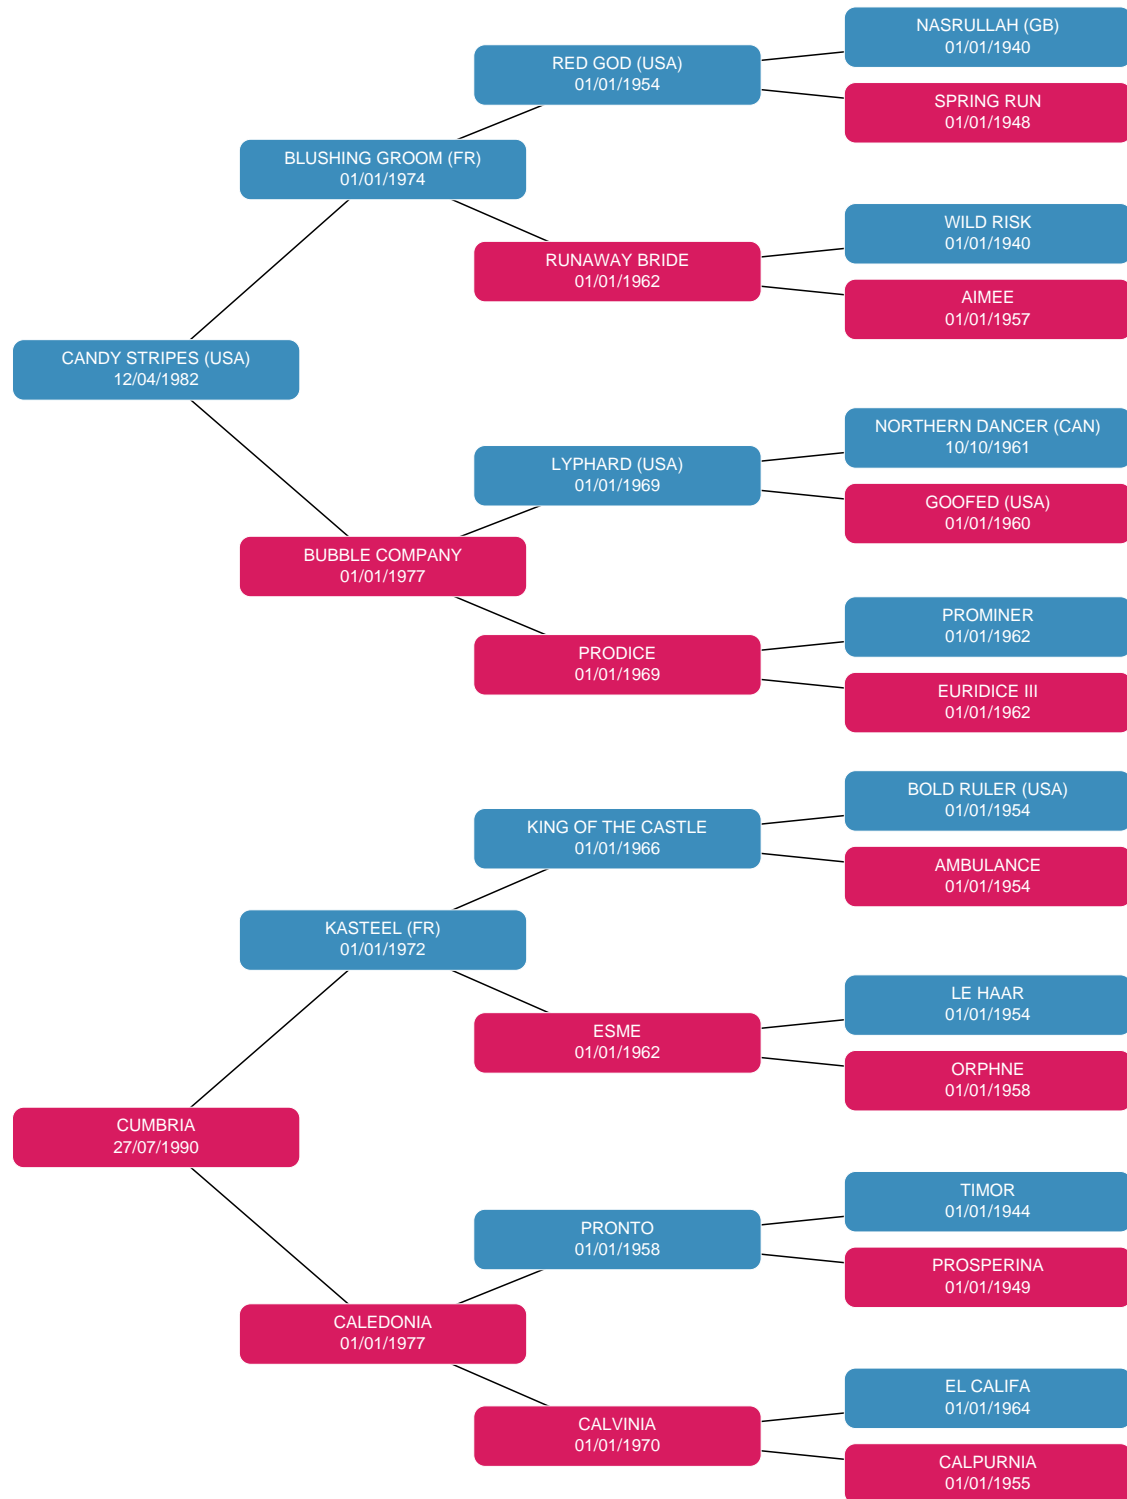 NASRULLAH (GB)
01/01/1940
RED GOD (USA)
01/01/1954
SPRING RUN
01/01/1948
BLUSHING GROOM (FR)
01/01/1974
WILD RISK
01/01/1940
RUNAWAY BRIDE
01/01/1962
AIMEE
01/01/1957
CANDY STRIPES (USA)
12/04/1982
NORTHERN DANCER (CAN)
10/10/1961
LYPHARD (USA)
01/01/1969
GOOFED (USA)
01/01/1960
BUBBLE COMPANY
01/01/1977
PROMINER
01/01/1962
PRODICE
01/01/1969
EURIDICE III
01/01/1962
BOLD RULER (USA)
01/01/1954
KING OF THE CASTLE
01/01/1966
AMBULANCE
01/01/1954
KASTEEL (FR)
01/01/1972
LE HAAR
01/01/1954
ESME
01/01/1962
ORPHNE
01/01/1958
CUMBRIA
27/07/1990
TIMOR
01/01/1944
PRONTO
01/01/1958
PROSPERINA
01/01/1949
CALEDONIA
01/01/1977
EL CALIFA
01/01/1964
CALVINIA
01/01/1970
CALPURNIA
01/01/1955